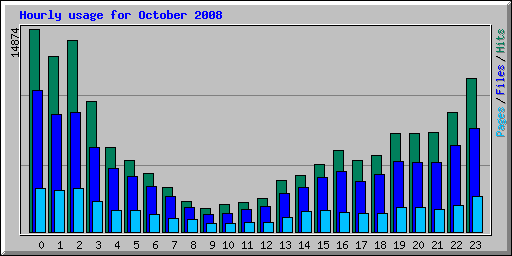 Hourly usage for October 2008
14874
Pages/Files/Hits
0 1 2 3 4 5 6 7 8 9 10 11 12 13 14 15 16 17 18 19 20 21 22 23